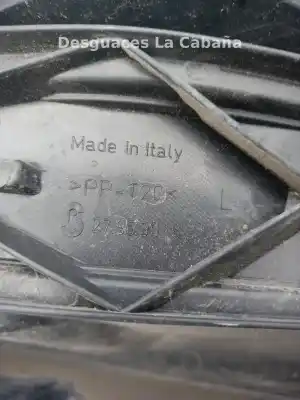 Desguaces La Cabaña
Made in Italy
>PP-T20<
L